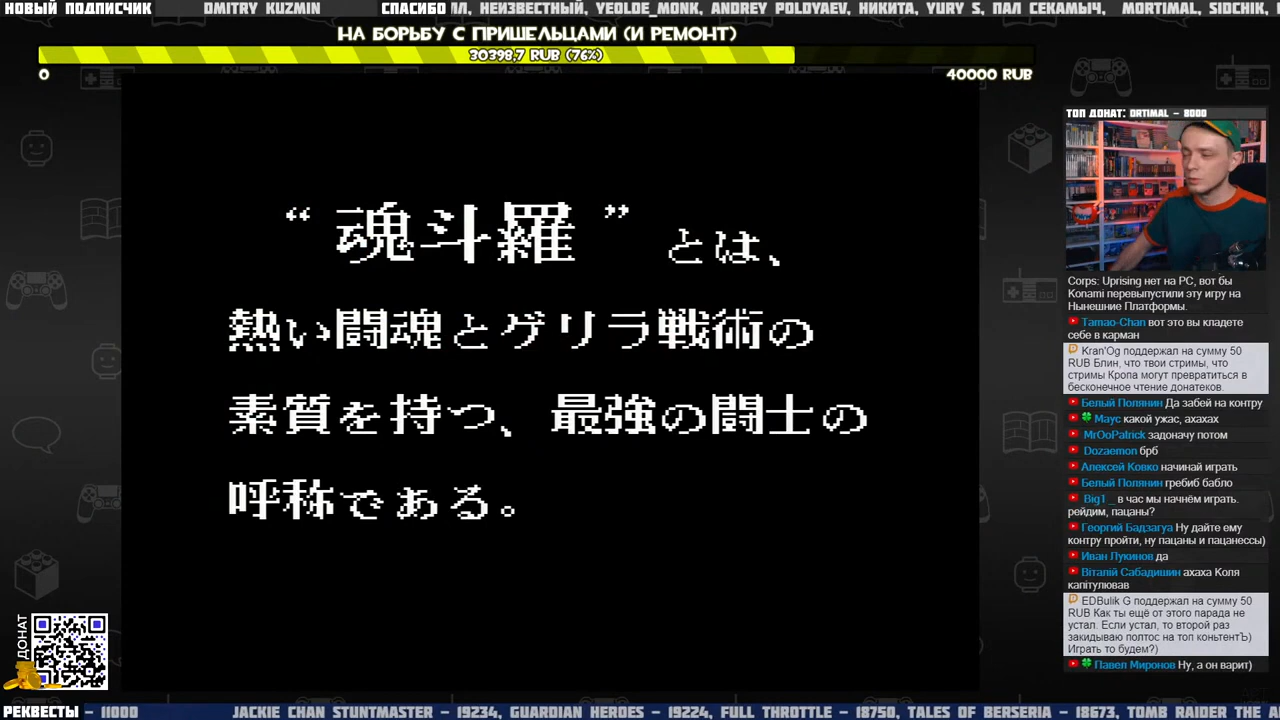 НОВЫЙ ПОДПИСЧИК DMITRY KUZMIN СПАСИБО НЕИЗВЕСТНЫЙ, YEOLDE_MONK, ANDREY POLDYAEV, НИКИТА, YURY S, ПАЛ СЕКАМЫЧ, MORTIMAL, SIDCHIK,
НА БОРЬБУ С ПРИШЕЛЬЦАМИ (И РЕМОНТ)
30398,7 RUB (76%)
0 40000 RUB
ТОП ДОНАТ: ORTIMAL - 8000
“魂斗羅”とは、
熱い闘魂とゲリラ戦術の
素質を持つ、最強の闘士の
呼称である。
Corps: Uprising нет на PC, вот бы
Konami перевыпустили эту игру на
Нынешние Платформы.
Tamao-Chan вот это вы кладете
себе в карман
Kran'Og поддержал на сумму 50
RUB Блин, что твои стримы, что
стримы Кропа могут превратиться в
бесконечное чтение донатеков.
Белый Полянин Да забей на контру
Маус какой ужас, ахахах
MrOoPatrick задоначу потом
Dozaemon брб
Алексей Ковко начинай играть
Белый Полянин гребиб бабло
Big1_ в час мы начнём играть.
рейдим, пацаны?
Георгий Бадзагуа Ну дайте ему
контру пройти, ну пацаны и пацанессы)
Иван Лукинов да
Віталій Сабадишин ахаха Коля
капітулював
EDBulik G поддержал на сумму 50
RUB Как ты ещё от этого парада не
устал. Если устал, то второй раз
закидываю полтос на топ коньтентЪ)
Играть то будем?)
Павел Миронов Ну, а он варит)
ДОНАТ
РЕКВЕСТЫ - 11000 JACKIE CHAN STUNTMASTER - 19234, GUARDIAN HEROES - 19224, FULL THROTTLE - 18750, TALES OF BERSERIA - 18673, TOMB RAIDER THE